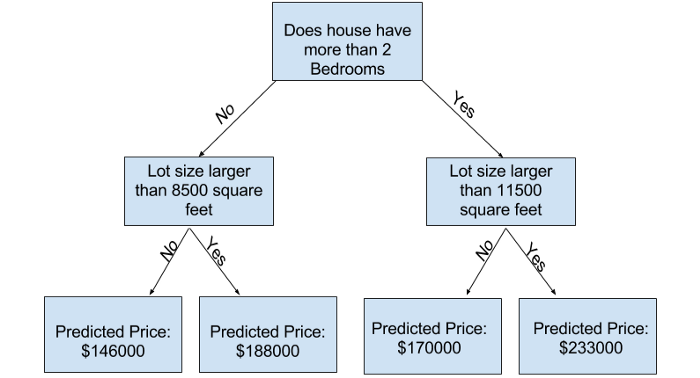 Does house have
more than 2
Bedrooms
No
Yes
Lot size larger
than 8500 square
feet
Lot size larger
than 11500
square feet
No
Yes
No
Yes
Predicted Price:
$146000
Predicted Price:
$188000
Predicted Price:
$170000
Predicted Price:
$233000